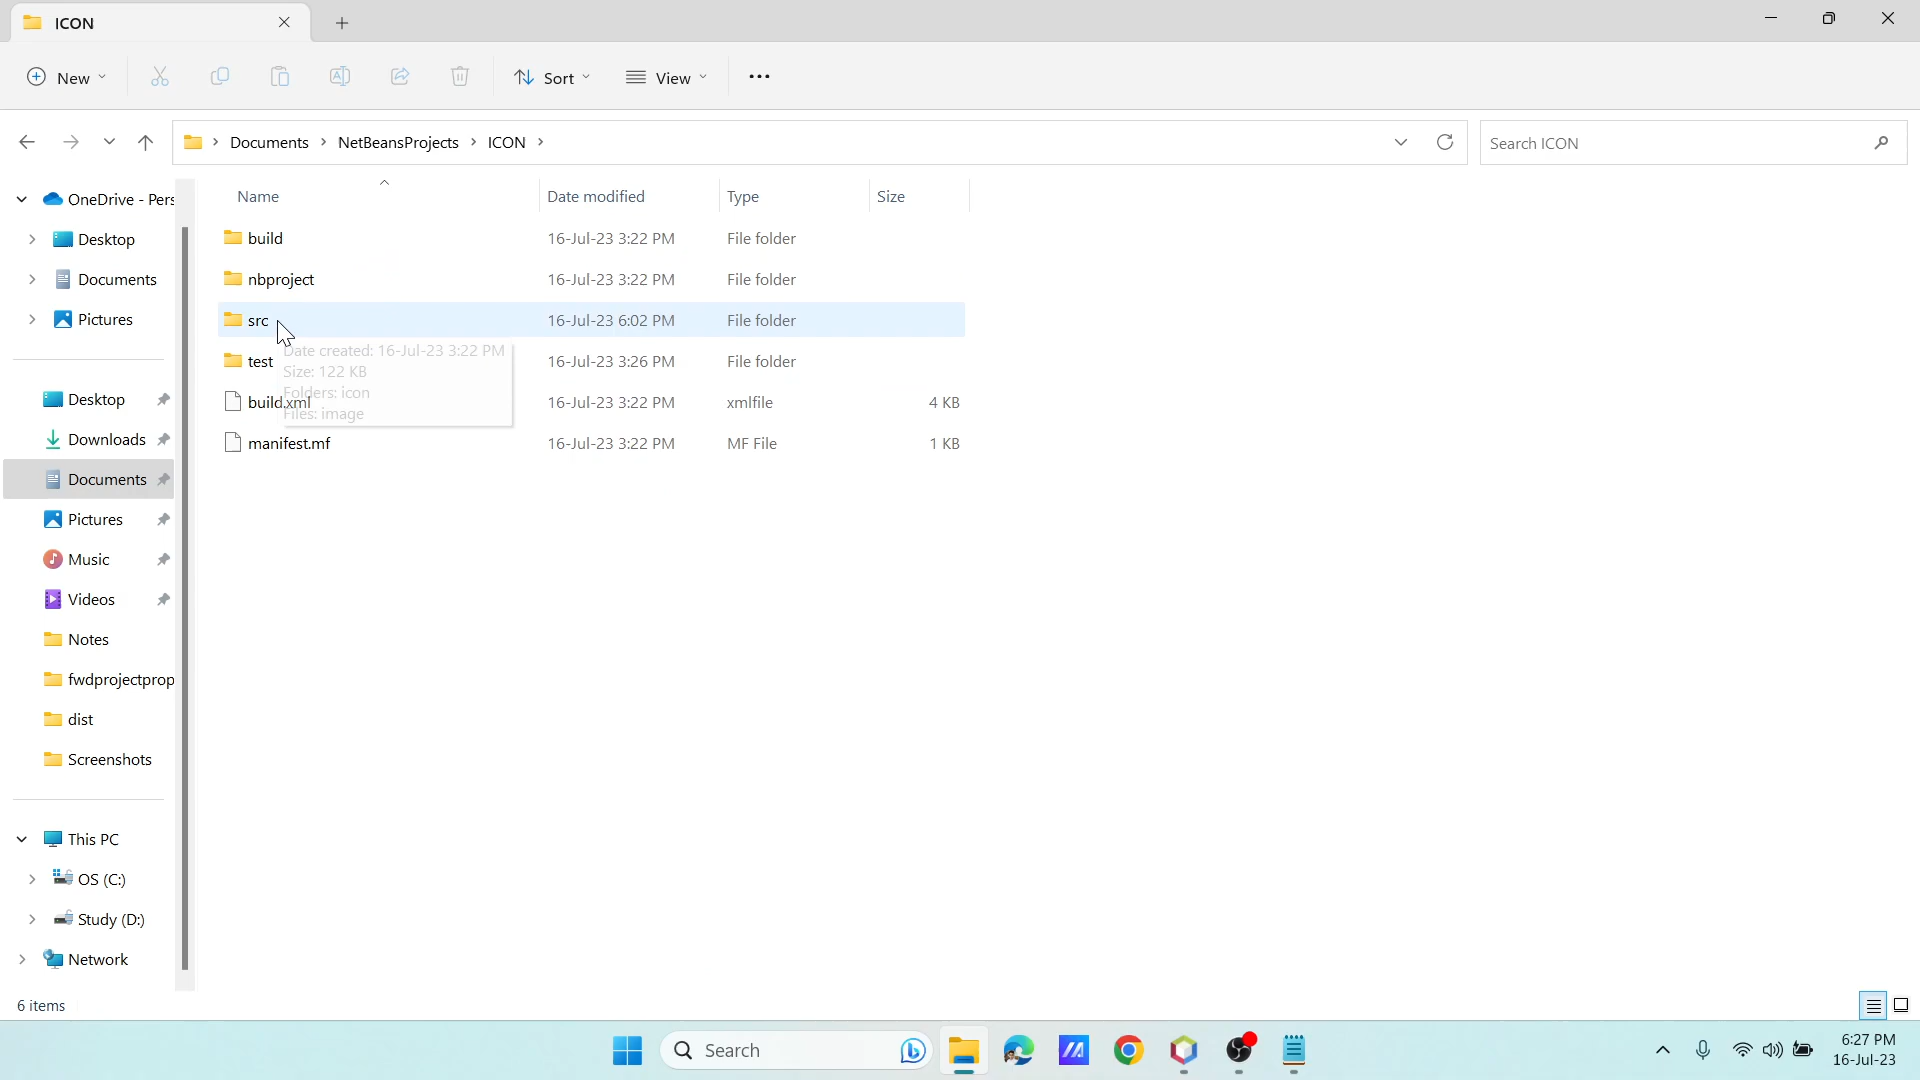 ICON
New
Sort
View
Documents
NetBeansProjects
ICON
Search ICON
Name
Date modified
Type
Size
OneDrive - Pers
Desktop
Documents
Pictures
Desktop
Downloads
Documents
Pictures
Music
Videos
Notes
fwdprojectprop
dist
Screenshots
This PC
OS (C:)
Study (D:)
Network
build 16-Jul-23 3:22 PM File folder
nbproject 16-Jul-23 3:22 PM File folder
src 16-Jul-23 6:02 PM File folder
test 16-Jul-23 3:26 PM File folder
build.xml 16-Jul-23 3:22 PM xmlfile 4 KB
manifest.mf 16-Jul-23 3:22 PM MF File 1 KB
Date created: 16-Jul-23 3:22 PM
Size: 122 KB
Folders: icon
Files: image
6 items
Search
6:27 PM
16-Jul-23